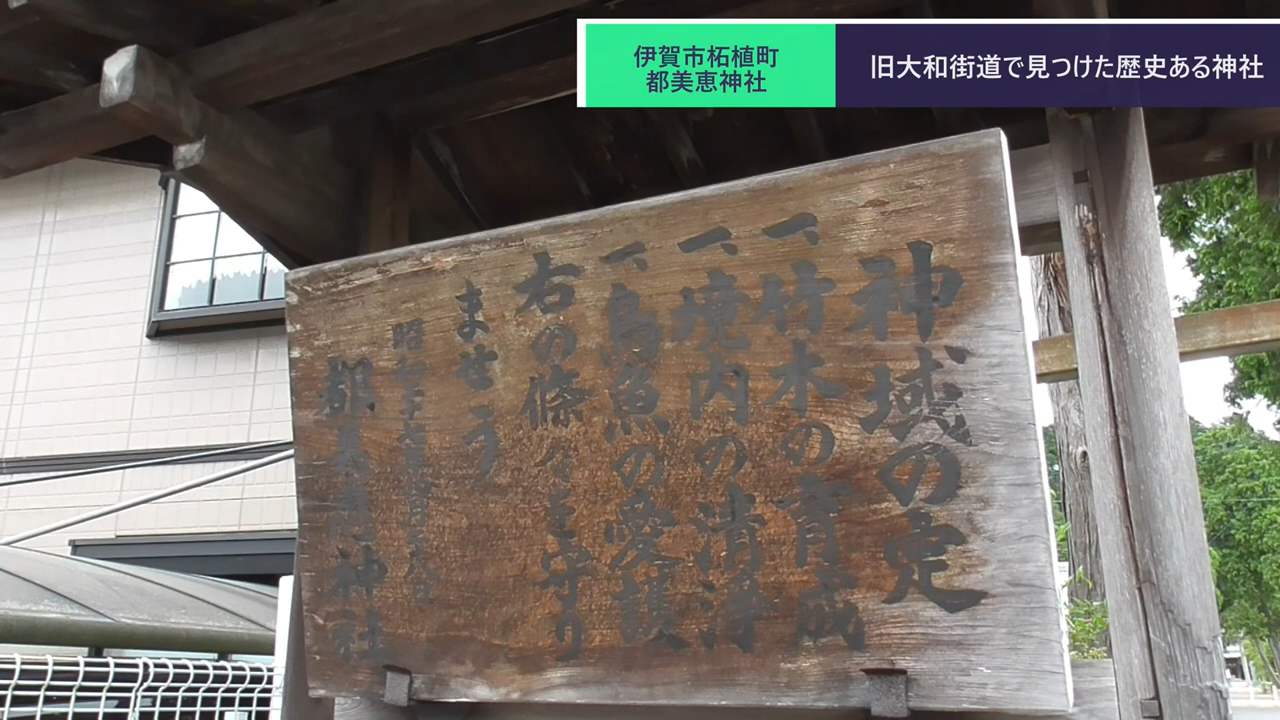 伊賀市柘植町
都美恵神社
旧大和街道で見つけた歴史ある神社
神域の定
一、竹木の育成
一、境内の清浄
一、鳥魚の愛護
右の條々を守り
ませう
昭和
都美恵神社